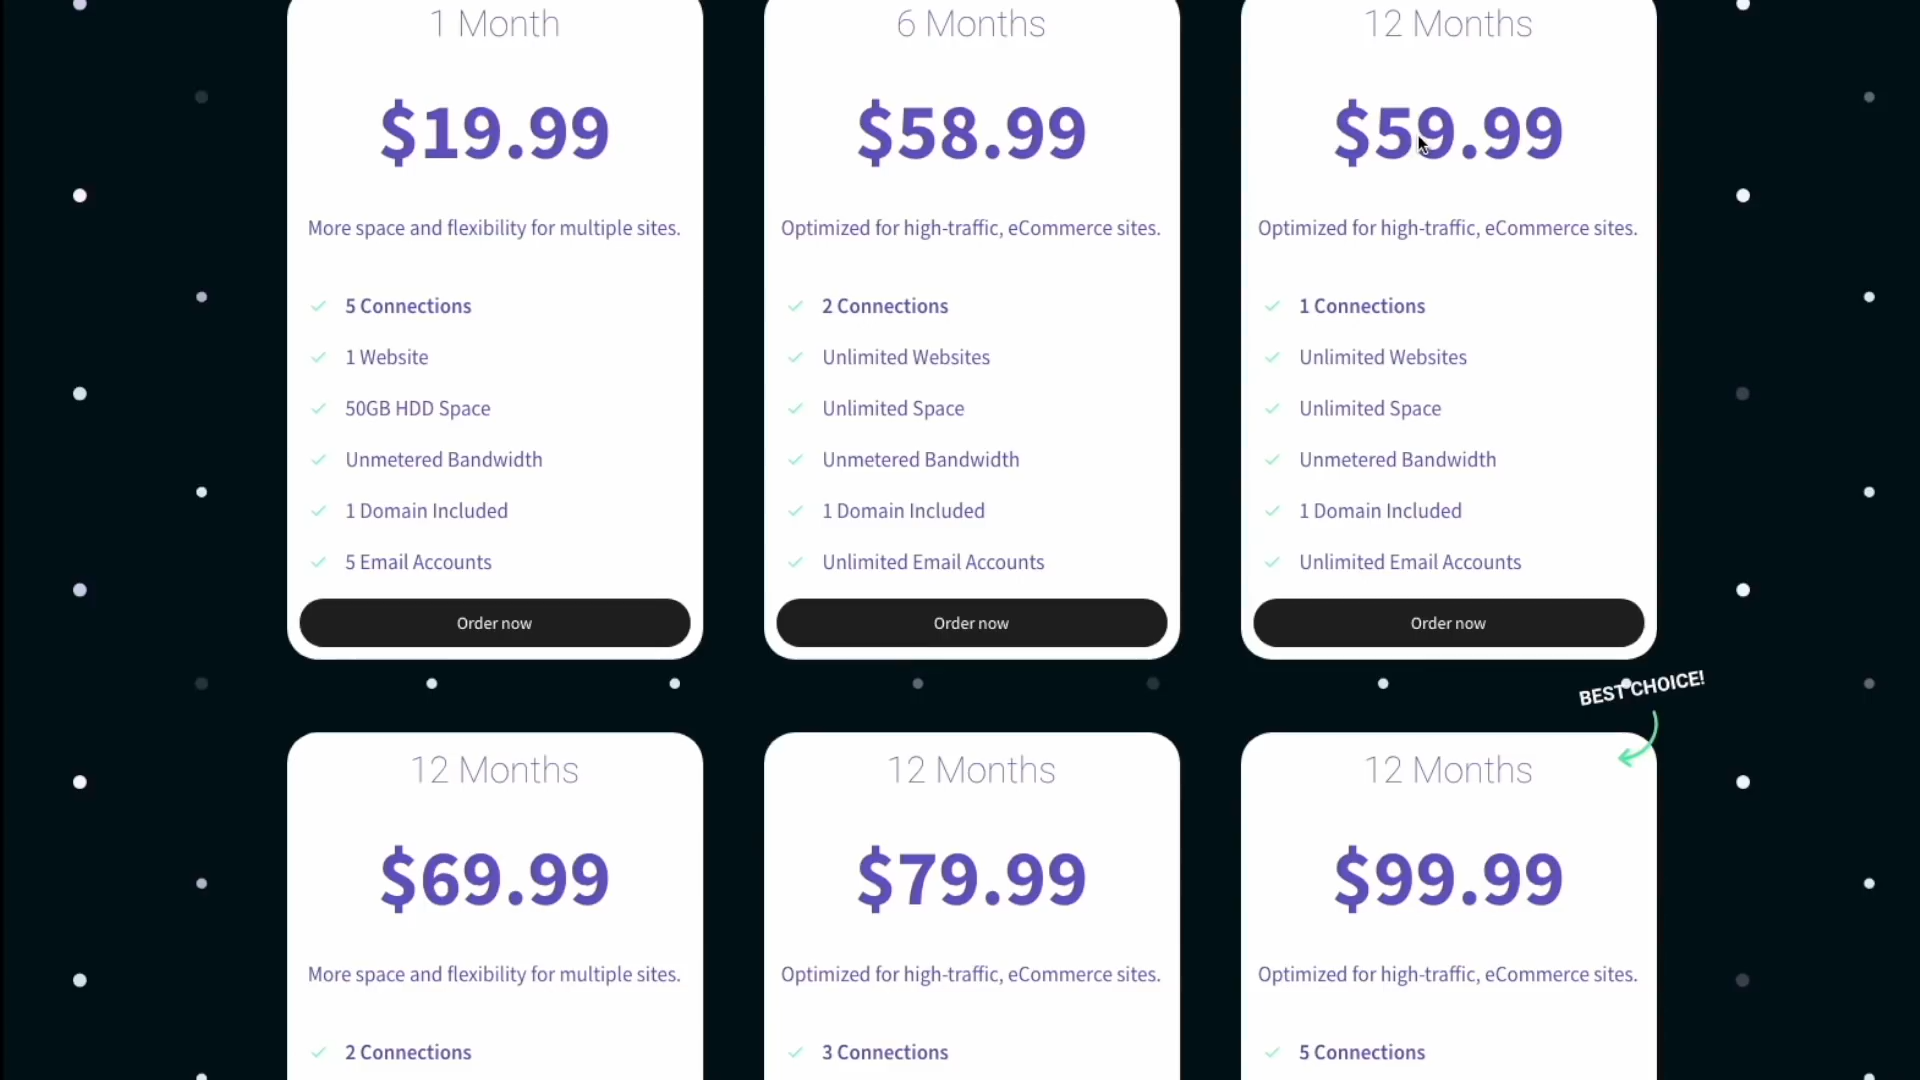 1 Month
$19.99
More space and flexibility for multiple sites.
5 Connections
1 Website
50GB HDD Space
Unmetered Bandwidth
1 Domain Included
5 Email Accounts
Order now
6 Months
$58.99
Optimized for high-traffic, eCommerce sites.
2 Connections
Unlimited Websites
Unlimited Space
Unmetered Bandwidth
1 Domain Included
Unlimited Email Accounts
Order now
12 Months
$59.99
Optimized for high-traffic, eCommerce sites.
1 Connections
Unlimited Websites
Unlimited Space
Unmetered Bandwidth
1 Domain Included
Unlimited Email Accounts
Order now
12 Months
$69.99
More space and flexibility for multiple sites.
2 Connections
12 Months
$79.99
Optimized for high-traffic, eCommerce sites.
3 Connections
BEST CHOICE!
12 Months
$99.99
Optimized for high-traffic, eCommerce sites.
5 Connections